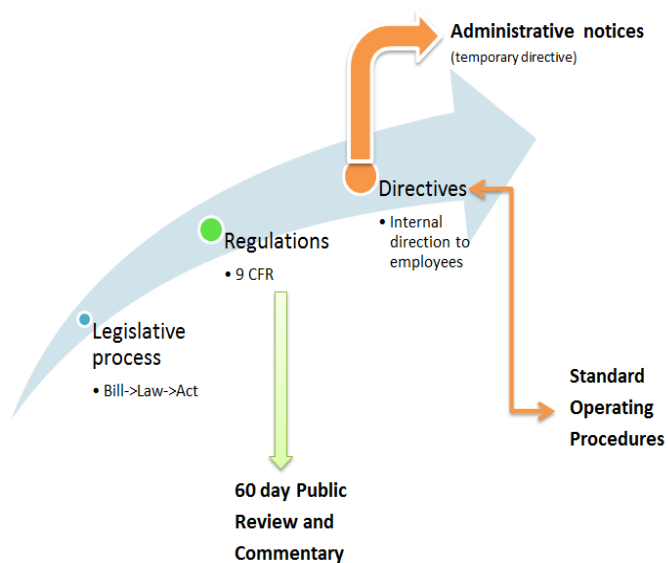 Administrative notices
(temporary directive)
Directives
• Internal
direction to
employees
Regulations
• 9 CFR
Legislative
process
• Bill->Law->Act
Standard
Operating
Procedures
60 day Public
Review and
Commentary